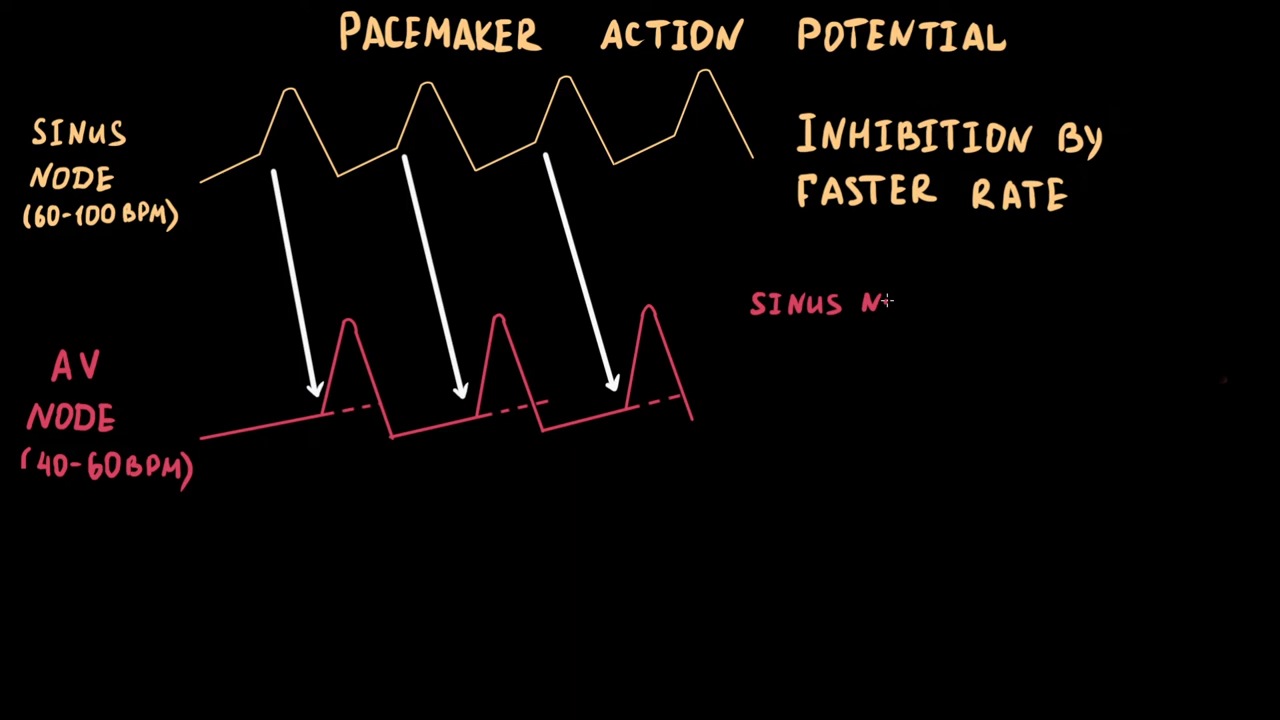 PACEMAKER ACTION POTENTIAL
SINUS
NODE
(60-100 BPM)
INHIBITION BY
FASTER RATE
SINUS N
AV
NODE
(40-60 BPM)